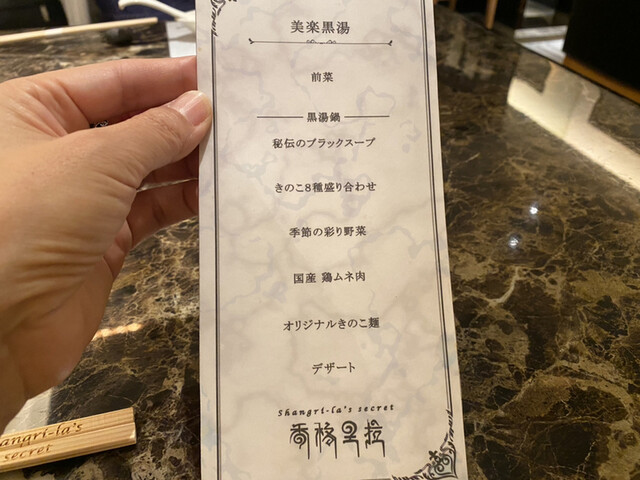 美楽黒湯
前菜
黒湯鍋
秘伝のブラックスープ
きのこ8種盛り合わせ
季節の彩り野菜
国産 鶏ムネ肉
オリジナルきのこ麺
デザート
Shangri-la's secret
香格里拉
angri-la's
secret